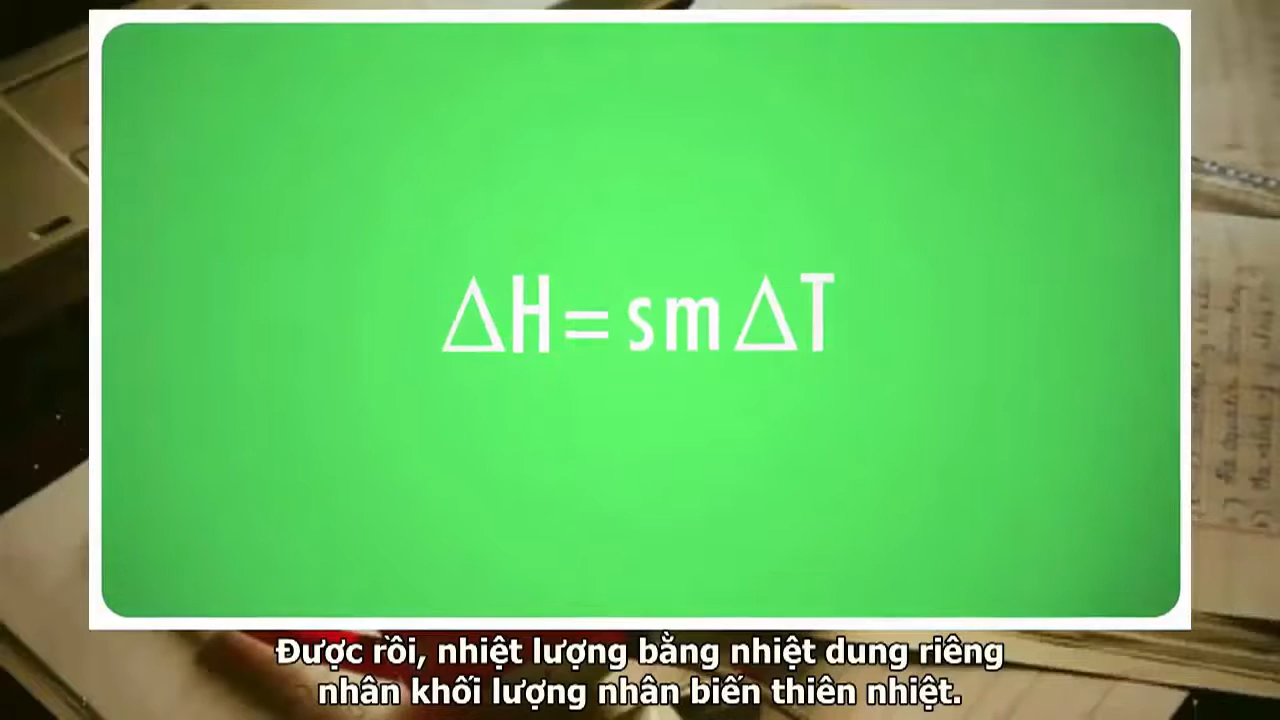 ΔH=smΔT
Được rồi, nhiệt lượng bằng nhiệt dung riêng
nhân khối lượng nhân biến thiên nhiệt.